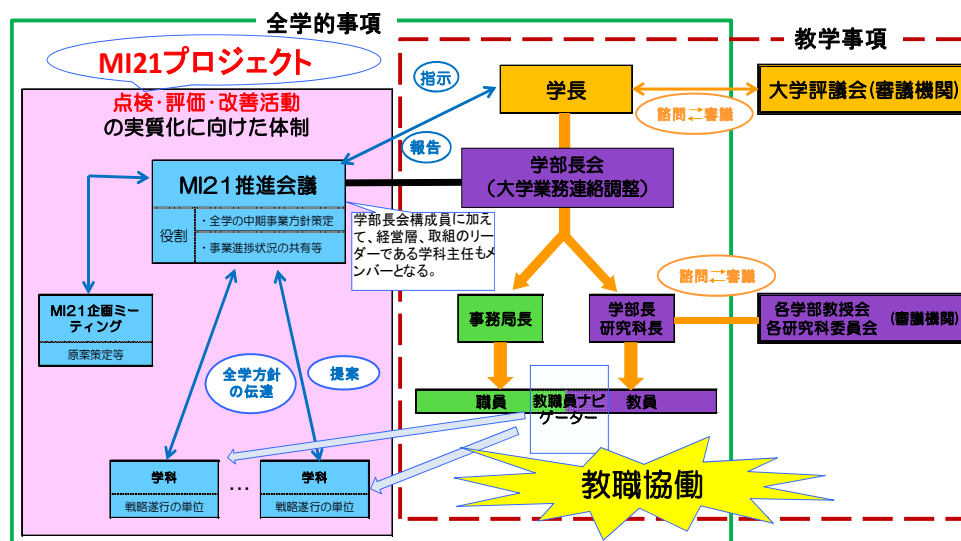 全学的事項
教学事項
MI21プロジェクト
点検・評価・改善活動
の実質化に向けた体制
指示
報告
学長
大学評議会(審議機関)
諮問⇄審議
MI21推進会議
役割
・全学の中期事業方針策定
・事業進捗状況の共有等
学部長会
(大学業務連絡調整)
学部長会構成員に加え
て、経営層、取組のリー
ダーである学科主任もメ
ンバーとなる。
諮問⇄審議
MI21企画ミー
ティング
原案策定等
事務局長
学部長
研究科長
各学部教授会
各研究科委員会
(審議機関)
全学方針
の伝達
提案
職員
教職員ナビ
ゲーター
教員
学科
戦略遂行の単位
…
学科
戦略遂行の単位
教職協働